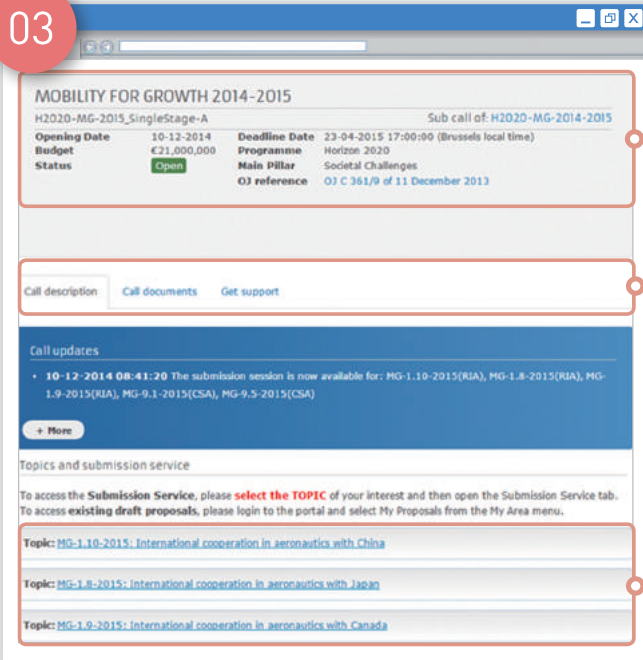 03
X
MOBILITY FOR GROWTH 2014-2015
H2020-MG-2015_SingleStage-A Sub call of: H2020-MG-2014-2015
Opening Date 10-12-2014 Deadline Date 23-04-2015 17:00:00 (Brussels local time)
Budget €21,000,000 Programme Horizon 2020
Status Open Main Pillar Societal Challenges
OJ reference OJ C 361/9 of 11 December 2013
Call description Call documents Get support
Call updates
• 10-12-2014 08:41:20 The submission session is now available for: MG-1.10-2015(RIA), MG-1.8-2015(RIA), MG-
1.9-2015(RIA), MG-9.1-2015(CSA), MG-9.5-2015(CSA)
+ More
Topics and submission service
To access the Submission Service, please select the TOPIC of your interest and then open the Submission Service tab.
To access existing draft proposals, please login to the portal and select My Proposals from the My Area menu.
Topic: MG-1.10-2015: International cooperation in aeronautics with China
Topic: MG-1.8-2015: International cooperation in aeronautics with Japan
Topic: MG-1.9-2015: International cooperation in aeronautics with Canada